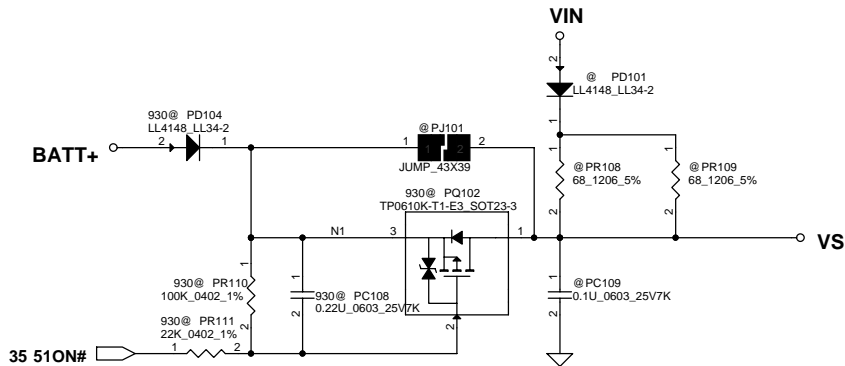 VIN
2
@ PD101
LL4148_LL34-2
1
930@ PD104
LL4148_LL34-2
BATT+
2
1
@PJ101
1
1
2
2
JUMP_43X39
1
@PR108
68_1206_5%
2
1
@PR109
68_1206_5%
2
930@ PQ102
TP0610K-T1-E3_SOT23-3
N1
3
1
VS
1
930@ PR110
100K_0402_1%
2
1
930@ PC108
0.22U_0603_25V7K
2
2
1
@PC109
0.1U_0603_25V7K
2
930@ PR111
22K_0402_1%
35 51ON#
1
2